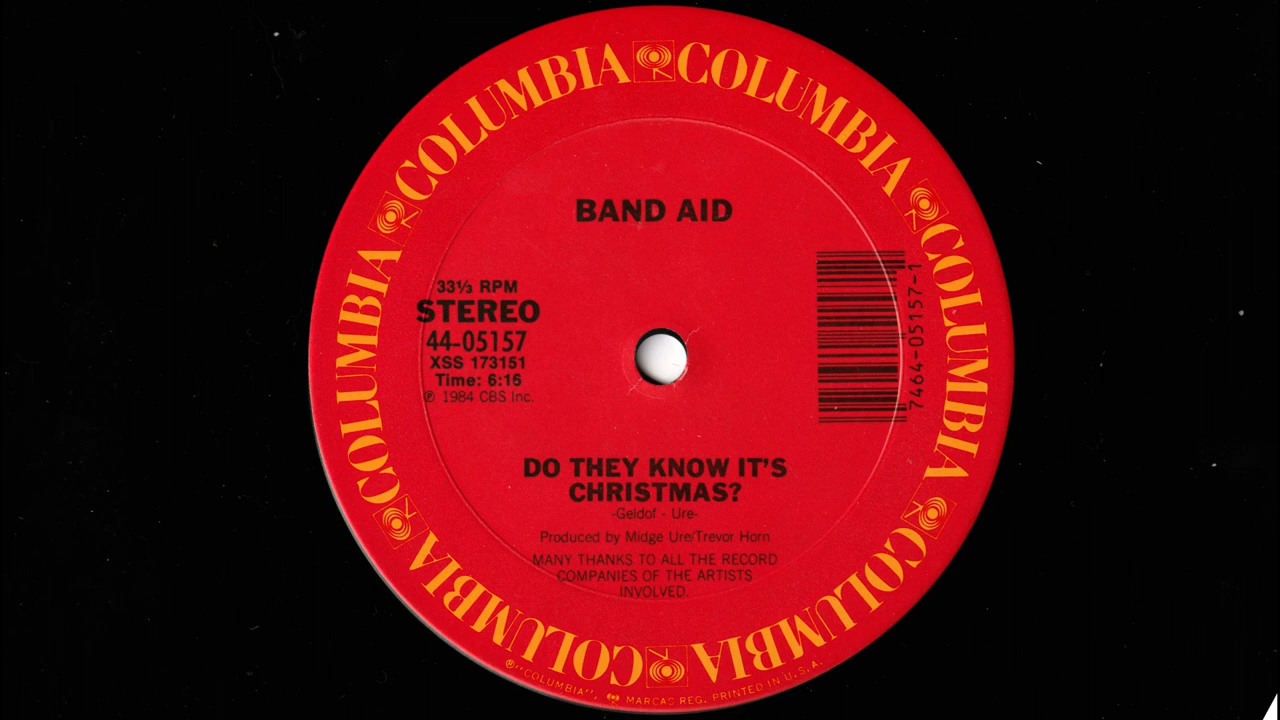 COLUMBIA COLUMBIA COLUMBIA COLUMBIA COLUMBIA COLUMBIA COLUMBIA COLUMBIA
BAND AID
33⅓ RPM
STEREO
44-05157
XSS 173151
Time: 6:15
℗ 1984 CBS Inc.
7464-05157-1
DO THEY KNOW IT'S
CHRISTMAS?
-Geldof - Ure-
Produced by Midge Ure/Trevor Horn
MANY THANKS TO ALL THE RECORD
COMPANIES OF THE ARTISTS
INVOLVED.
®"COLUMBIA", MARCAS REG. PRINTED IN U.S.A.